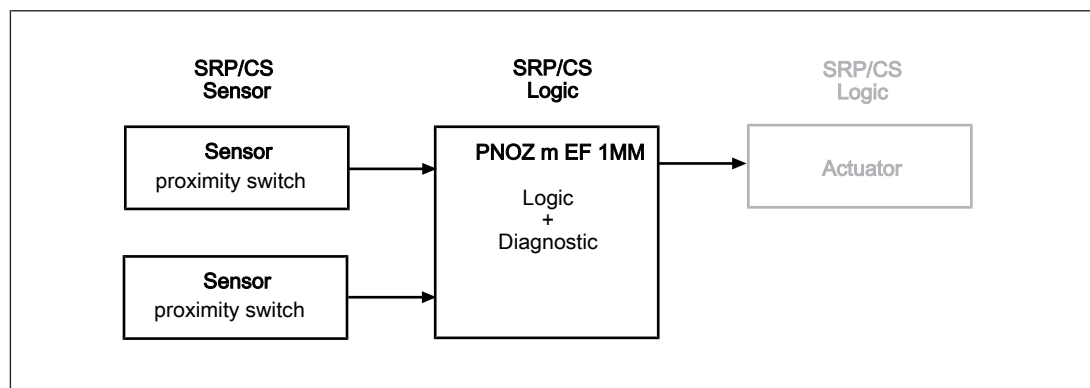 SRP/CS
Sensor
SRP/CS
Logic
SRP/CS
Logic
Sensor
proximity switch
PNOZ m EF 1MM
Logic
+
Diagnostic
Actuator
Sensor
proximity switch